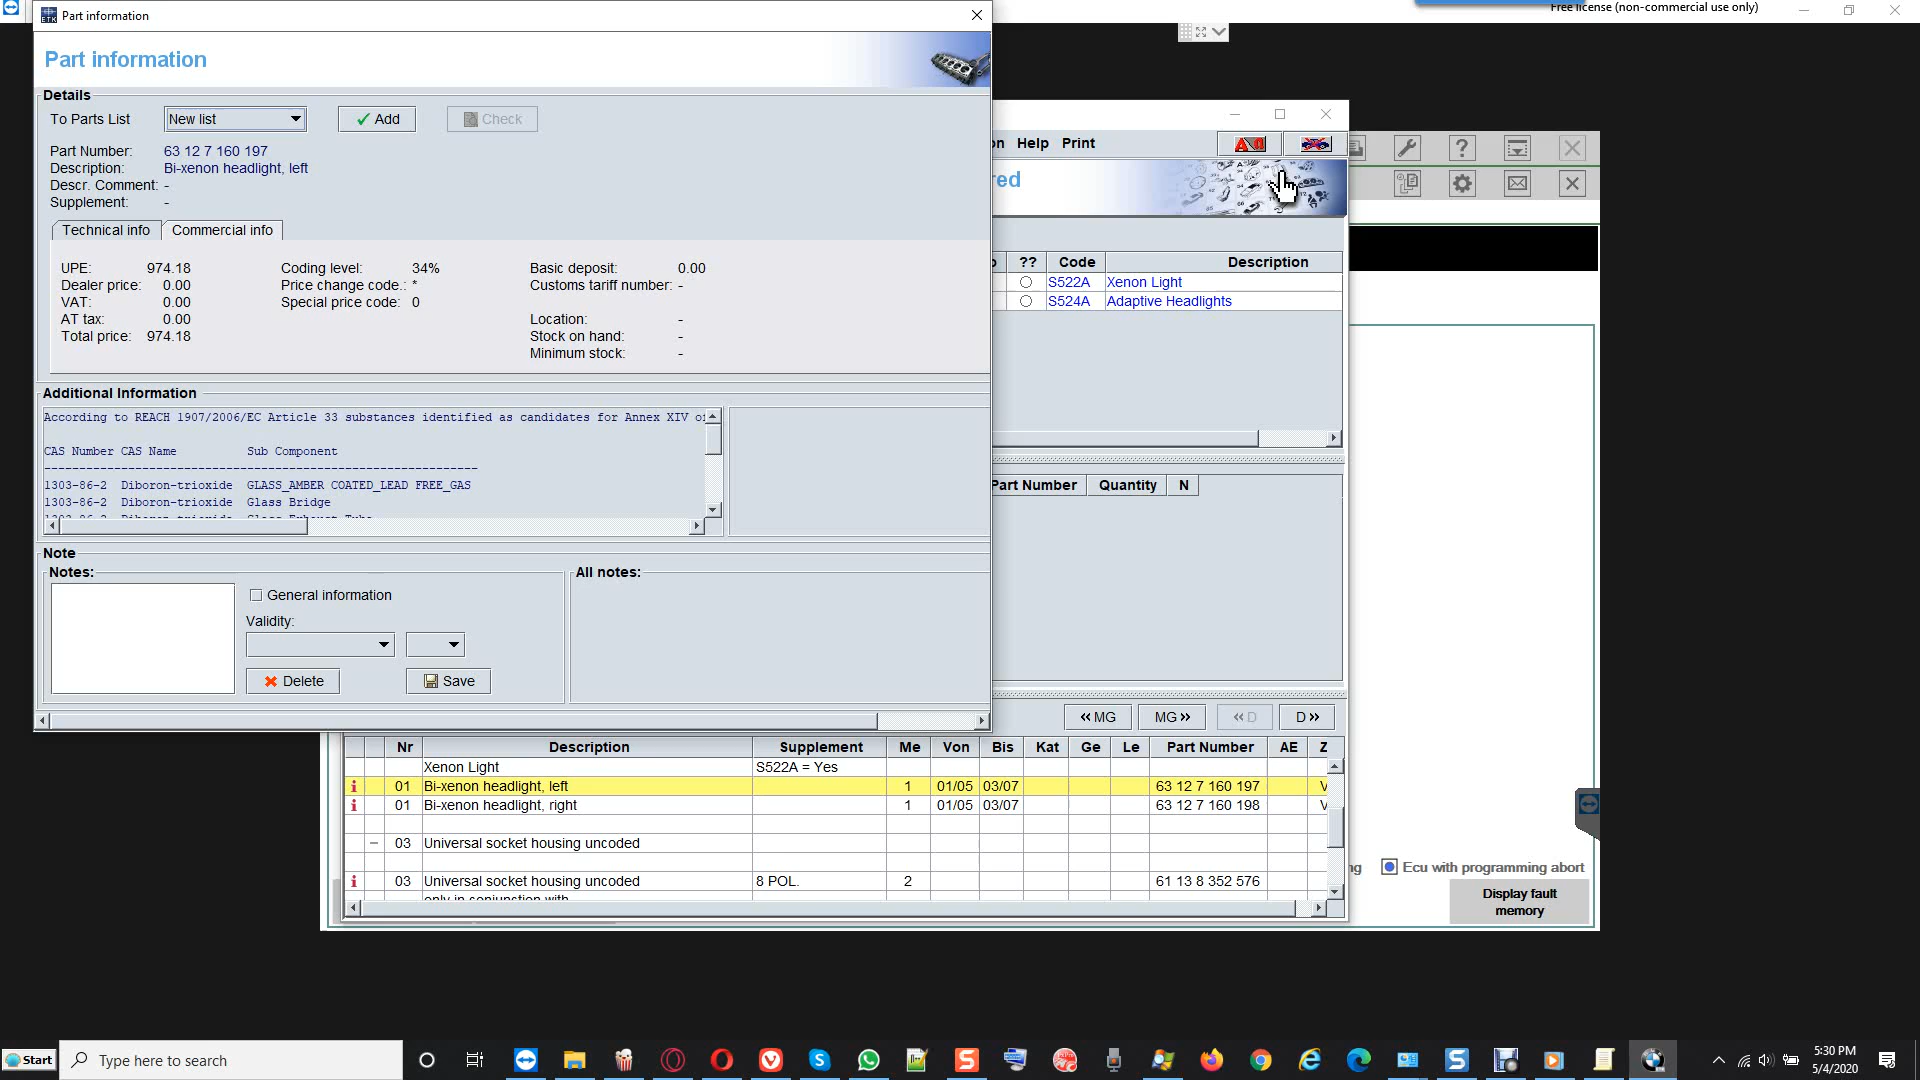 Part information
Free license (non-commercial use only)
Part information
Details
To Parts List
New list
Add
Check
Part Number: 63 12 7 160 197
Description: Bi-xenon headlight, left
Descr. Comment: -
Supplement: -
Technical info
Commercial info
UPE: 974.18
Coding level: 34%
Basic deposit: 0.00
Dealer price: 0.00
Price change code.: *
Customs tariff number: -
VAT: 0.00
Special price code: 0
AT tax: 0.00
Location: -
Total price: 974.18
Stock on hand: -
Minimum stock: -
Additional Information
According to REACH 1907/2006/EC Article 33 substances identified as candidates for Annex XIV
CAS Number CAS Name Sub Component
----------------------------------------------------------------
1303-86-2 Diboron-trioxide GLASS_AMBER COATED_LEAD FREE_GAS
1303-86-2 Diboron-trioxide Glass Bridge
Note
Notes:
General information
Validity:
Delete
Save
All notes:
Help Print
?? Code Description
S522A Xenon Light
S524A Adaptive Headlights
Part Number Quantity N
«MG MG» «D D»
Nr Description Supplement Me Von Bis Kat Ge Le Part Number AE Z
Xenon Light S522A = Yes
01 Bi-xenon headlight, left 1 01/05 03/07 63 12 7 160 197
01 Bi-xenon headlight, right 1 01/05 03/07 63 12 7 160 198
03 Universal socket housing uncoded
03 Universal socket housing uncoded 8 POL. 2 61 13 8 352 576
only in conjunction with
Ecu with programming abort
Display fault
memory
Start
Type here to search
5:30 PM
5/4/2020